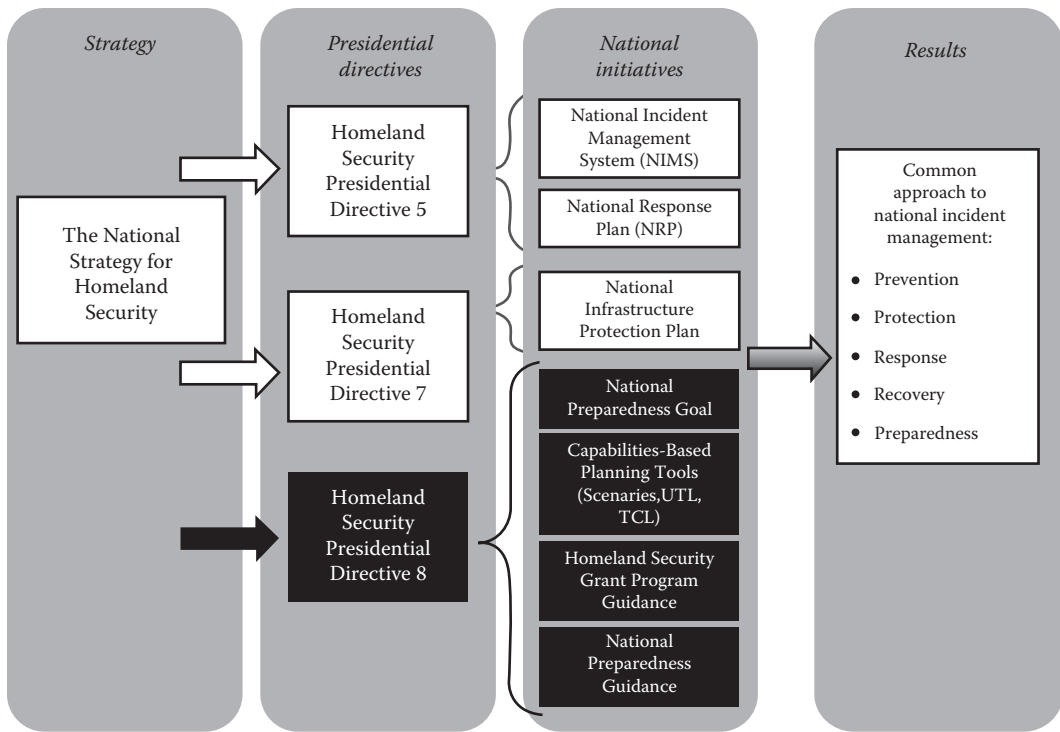 Strategy
The National
Strategy for
Homeland
Security
Presidential
directives
Homeland
Security
Presidential
Directive 5
Homeland
Security
Presidential
Directive 7
Homeland
Security
Presidential
Directive 8
National
initiatives
National Incident
Management
System (NIMS)
National Response
Plan (NRP)
National
Infrastructure
Protection Plan
National
Preparedness Goal
Capabilities-Based
Planning Tools
(Scenaries,UTL,
TCL)
Homeland Security
Grant Program
Guidance
National
Preparedness
Guidance
Results
Common
approach to
national incident
management:
• Prevention
• Protection
• Response
• Recovery
• Preparedness